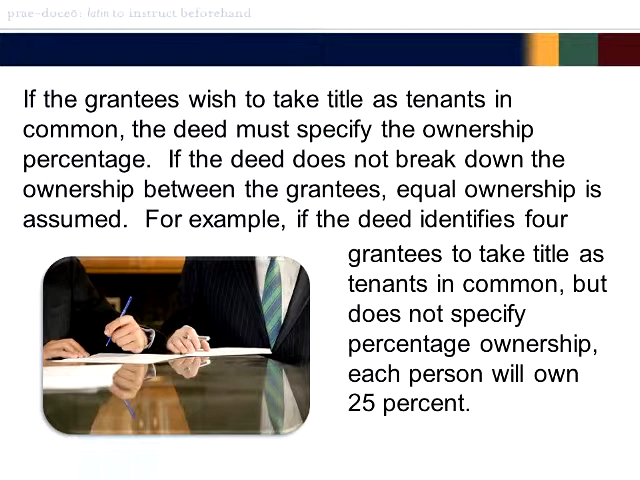 prae-doceo: latin to instruct beforehand
If the grantees wish to take title as tenants in
common, the deed must specify the ownership
percentage. If the deed does not break down the
ownership between the grantees, equal ownership is
assumed. For example, if the deed identifies four
grantees to take title as
tenants in common, but
does not specify
percentage ownership,
each person will own
25 percent.